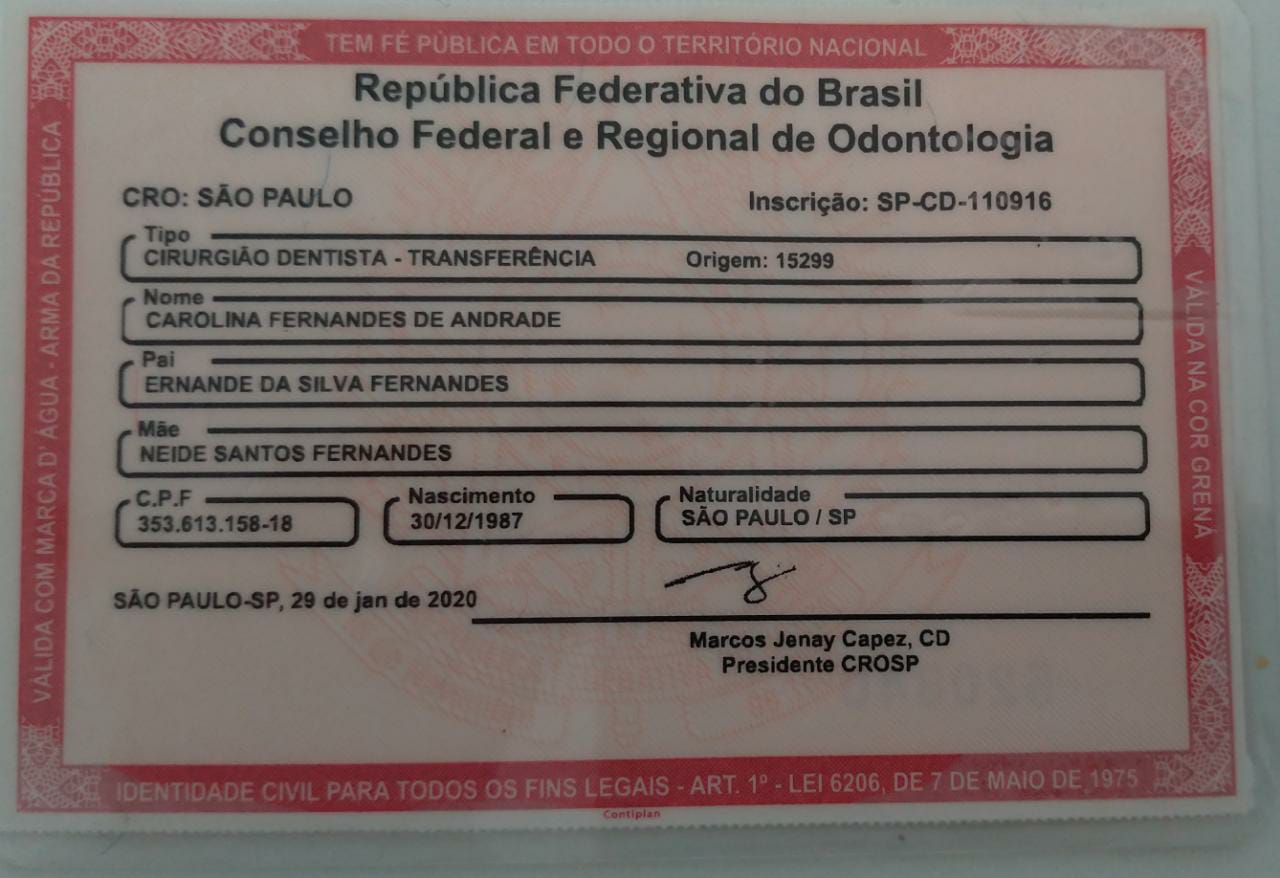 TEM FÉ PÚBLICA EM TODO O TERRITÓRIO NACIONAL
República Federativa do Brasil
Conselho Federal e Regional de Odontologia
CRO: SÃO PAULO Inscrição: SP-CD-110916
Tipo
CIRURGIÃO DENTISTA - TRANSFERÊNCIA Origem: 15299
Nome
CAROLINA FERNANDES DE ANDRADE
Pai
ERNANDE DA SILVA FERNANDES
Mãe
NEIDE SANTOS FERNANDES
C.P.F Nascimento Naturalidade
353.613.158-18 30/12/1987 SÃO PAULO / SP
SÃO PAULO-SP, 29 de jan de 2020
Marcos Jenay Capez, CD
Presidente CROSP
VÁLIDA COM MARCA D' ÁGUA - ARMA DA REPÚBLICA
VÁLIDA NA COR GRENÁ
IDENTIDADE CIVIL PARA TODOS OS FINS LEGAIS - ART. 1º - LEI 6206, DE 7 DE MAIO DE 1975
Contiplan